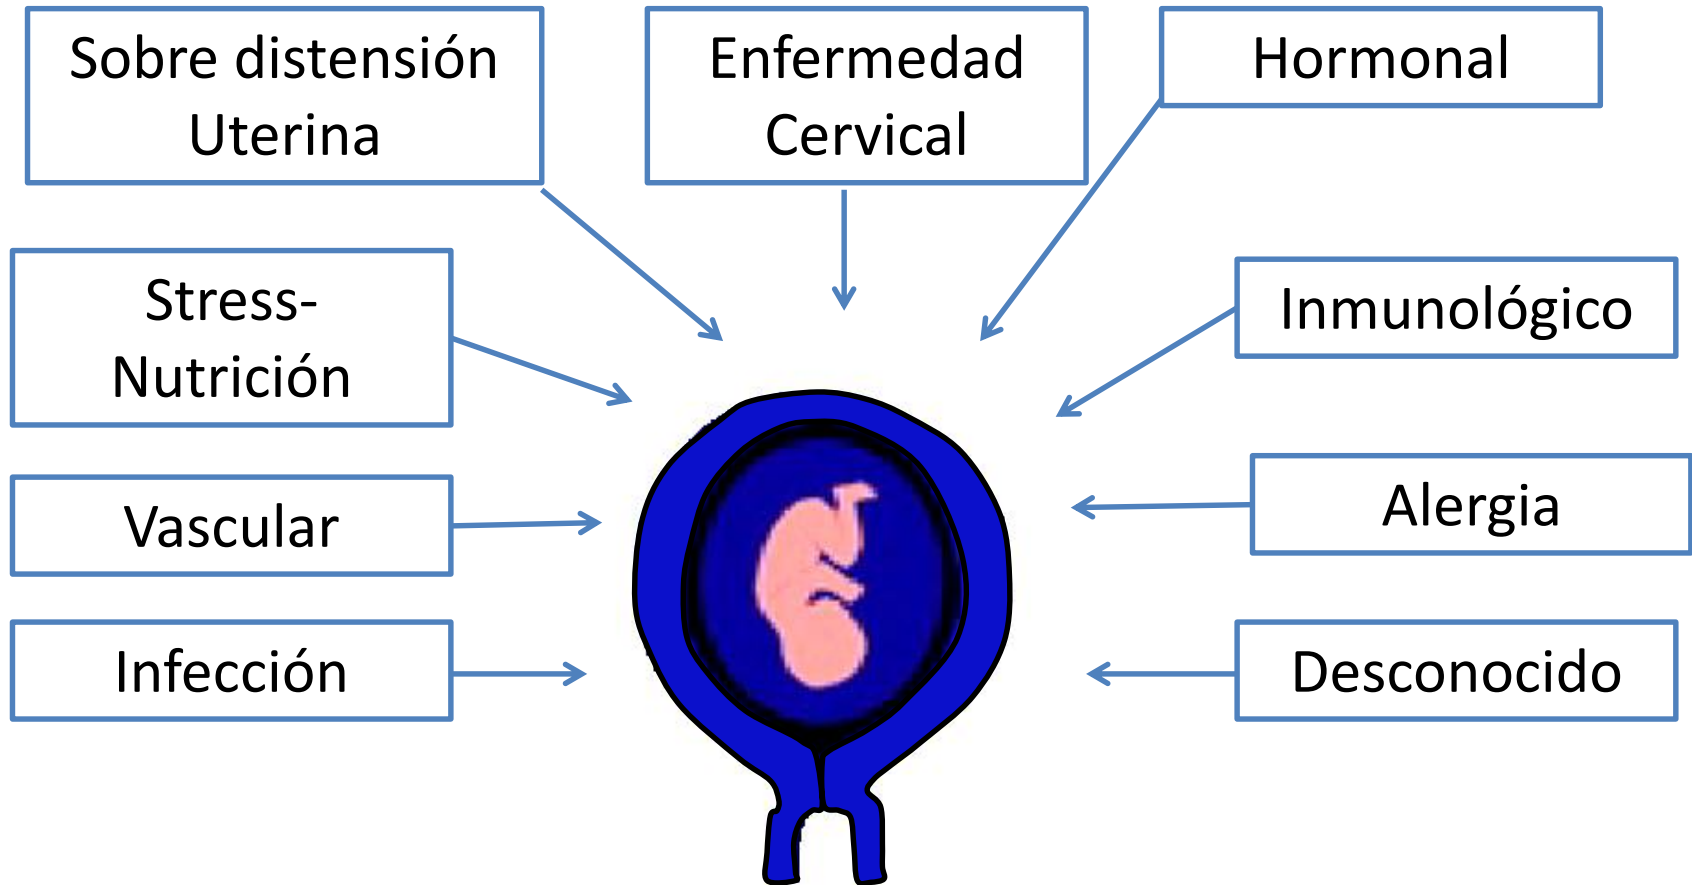 Sobre distensión
Uterina
Enfermedad
Cervical
Hormonal
Stress-
Nutrición
Inmunológico
Vascular
Alergia
Infección
Desconocido